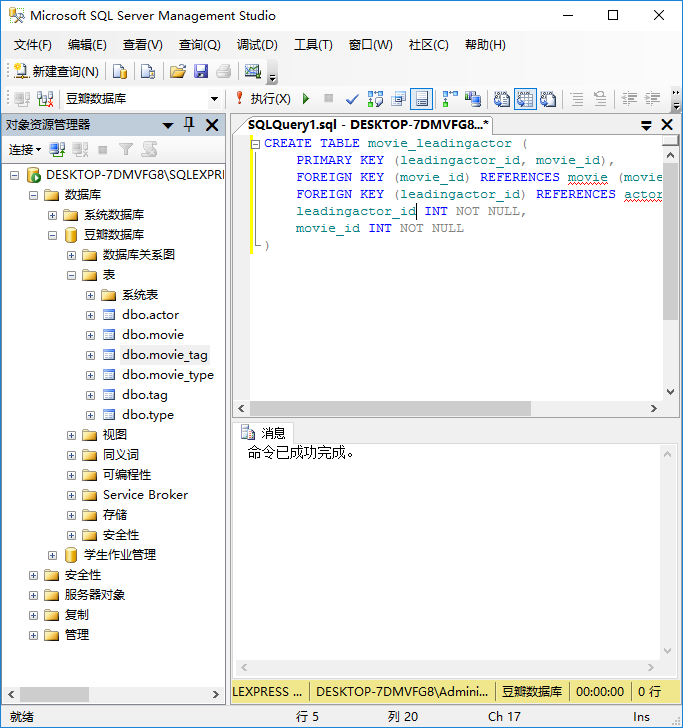 Microsoft SQL Server Management Studio
文件(F) 编辑(E) 查看(V) 查询(Q) 调试(D) 工具(T) 窗口(W) 社区(C) 帮助(H)
新建查询(N)
豆瓣数据库 执行(X)
对象资源管理器
连接
DESKTOP-7DMVFG8\SQLEXPRE
数据库
系统数据库
豆瓣数据库
数据库关系图
表
系统表
dbo.actor
dbo.movie
dbo.movie_tag
dbo.movie_type
dbo.tag
dbo.type
视图
同义词
可编程性
Service Broker
存储
安全性
学生作业管理
安全性
服务器对象
复制
管理
SQLQuery1.sql - DESKTOP-7DMVFG8...*
CREATE TABLE movie_leadingactor (
PRIMARY KEY (leadingactor_id, movie_id),
FOREIGN KEY (movie_id) REFERENCES movie (movie
FOREIGN KEY (leadingactor_id) REFERENCES actor
leadingactor_id INT NOT NULL,
movie_id INT NOT NULL
)
消息
命令已成功完成。
LEXPRESS ... DESKTOP-7DMVFG8\Admini... 豆瓣数据库 00:00:00 0 行
就绪 行 5 列 20 Ch 17 Ins